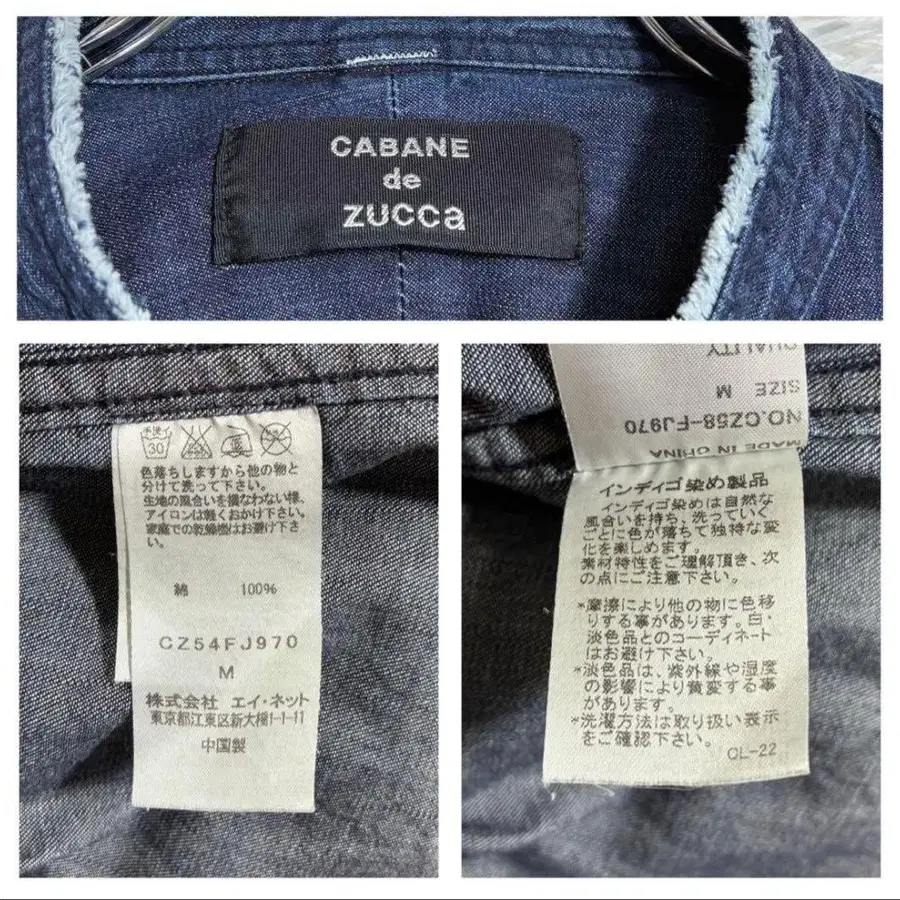 CABANE
de
ZUCCa
手洗イ
30
色落ちしますから他の物と
分けて洗って下さい。
生地の風合いを損なわない様、
アイロンは軽くおかけ下さい。
家庭での乾燥機はお避け下さ
い。
綿 100%
CZ54FJ970
M
株式会社 エイ・ネット
東京都江東区新大橋1-1-11
中国製
QUALITY
SIZE M
NO.CZ58-FJ970
MADE IN CHINA
インディゴ染め製品
インディゴ染めは自然な
風合いを持ち、洗っていく
ごとに色が落ちて独特な変
化を楽しめます。
素材特性をご理解頂き、次
の点にご注意下さい。
*摩擦により他の物に色移
りする事があります。白・
淡色品とのコーディネート
はお避け下さい。
*淡色品は、紫外線や湿度
の影響により黄変する事
があります。
*洗濯方法は取り扱い表示
をご確認下さい。
CL-22